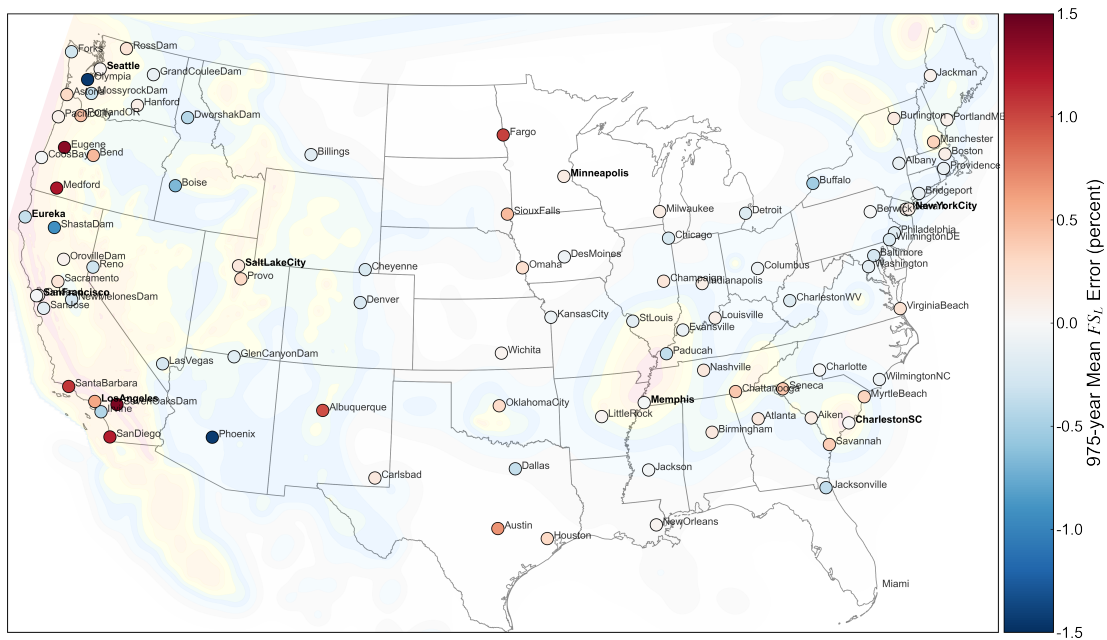 Forks
RossDam
Seattle
GrandCouleeDam
Olympia
MossyrockDam
Astoria
Hanford
PacificCity
PortlandOR
DworshakDam
Eugene
CoosBay
Bend
Medford
Boise
Billings
Eureka
ShastaDam
OrovilleDam
Reno
Sacramento
SanFrancisco
NewMelonesDam
SanJose
SaltLakeCity
Provo
Cheyenne
Denver
LasVegas
GlenCanyonDam
SantaBarbara
LosAngeles
SevenOaksDam
Irvine
SanDiego
Phoenix
Albuquerque
Carlsbad
Fargo
Minneapolis
SiouxFalls
Omaha
DesMoines
KansasCity
Wichita
OklahomaCity
Dallas
Austin
Houston
Milwaukee
Chicago
Detroit
Champaign
Indianapolis
Columbus
StLouis
Evansville
Louisville
CharlestonWV
Paducah
Nashville
Memphis
LittleRock
Chattanooga
Seneca
Charlotte
WilmingtonNC
MyrtleBeach
Atlanta
Aiken
CharlestonSC
Birmingham
Savannah
Jackson
Jacksonville
NewOrleans
Miami
Jackman
Burlington
PortlandME
Manchester
Boston
Albany
Providence
Buffalo
Bridgeport
Berwick
NewYorkCity
Philadelphia
WilmingtonDE
Baltimore
Washington
VirginiaBeach
1.5
1.0
0.5
0.0
-0.5
-1.0
-1.5
975-year Mean FS_L Error (percent)